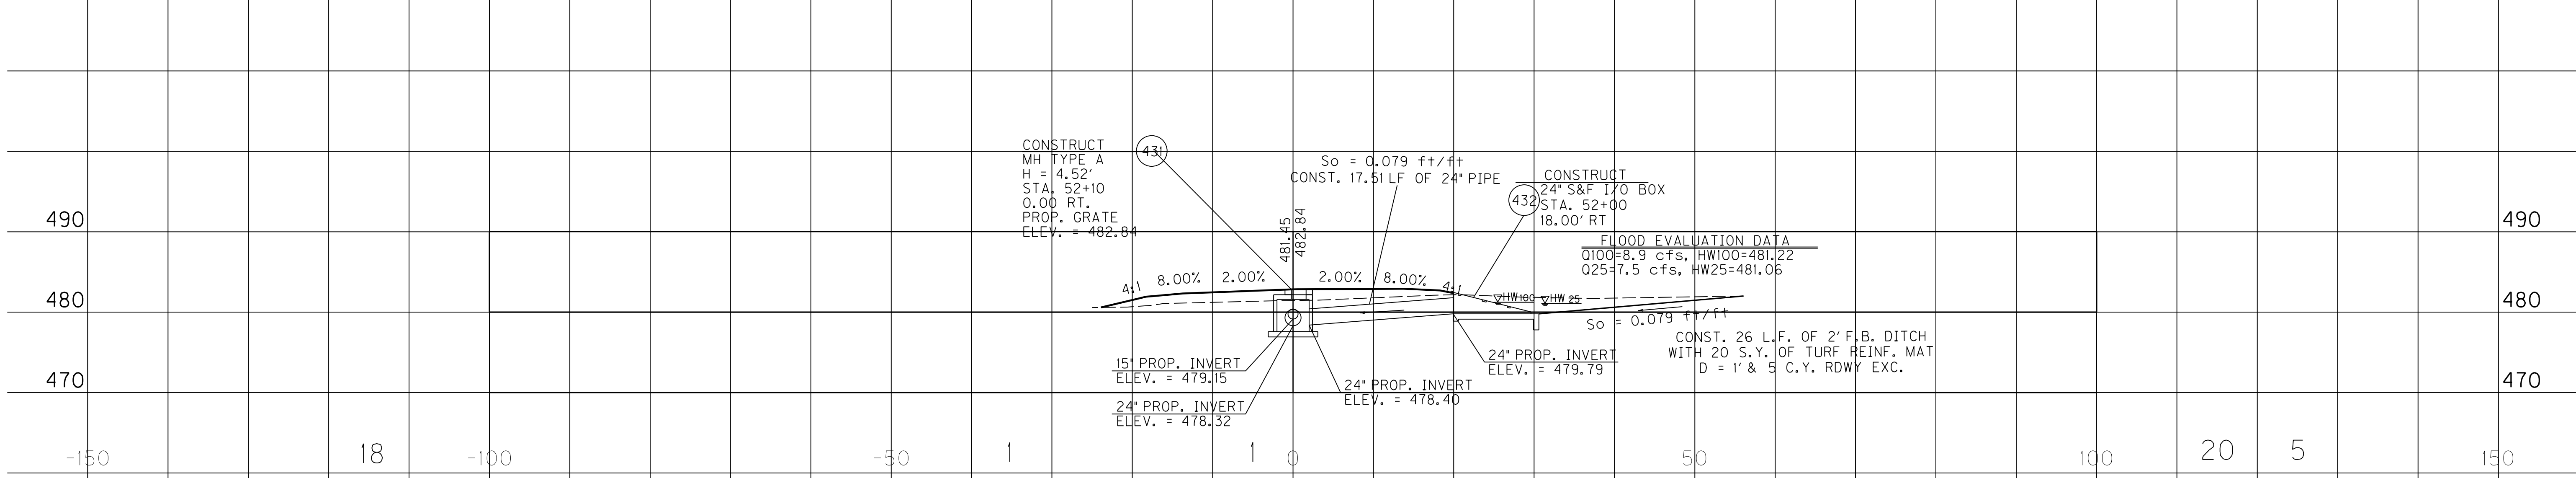 CONSTRUCT
MH TYPE A
H = 4.52'
STA. 52+10
0.00 RT.
PROP. GRATE
ELEV. = 482.84
431
So = 0.079 ft/ft
CONST. 17.51 LF OF 24" PIPE
CONSTRUCT
24" S&F I/O BOX
STA. 52+00
18.00' RT
432
481.45
482.84
FLOOD EVALUATION DATA
Q100=8.9 cfs, HW100=481.22
Q25=7.5 cfs, HW25=481.06
490
490
4:1
8.00%
2.00%
2.00%
8.00%
4:1
HW100
HW 25
480
480
So = 0.079 ft/ft
CONST. 26 L.F. OF 2' F.B. DITCH
WITH 20 S.Y. OF TURF REINF. MAT
D = 1' & 5 C.Y. RDWY EXC.
15" PROP. INVERT
ELEV. = 479.15
24" PROP. INVERT
ELEV. = 479.79
470
470
24" PROP. INVERT
ELEV. = 478.40
24" PROP. INVERT
ELEV. = 478.32
-150
18
-100
-50
1
1
0
50
100
20
5
150